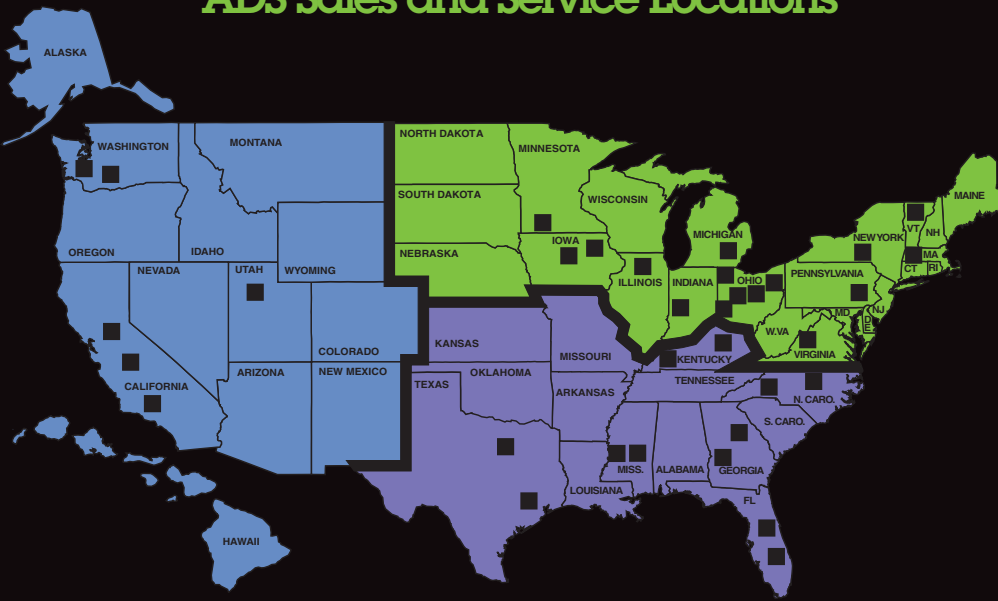 ADS Sales and Service Locations
ALASKA
WASHINGTON
MONTANA
NORTH DAKOTA
MINNESOTA
SOUTH DAKOTA
WISCONSIN
MAINE
OREGON
IDAHO
WYOMING
NEBRASKA
IOWA
MICHIGAN
NEW YORK
VT
NH
MA
CT
RI
NEVADA
UTAH
ILLINOIS
INDIANA
OHIO
PENNSYLVANIA
NJ
MD
D
E
W.VA
VIRGINIA
CALIFORNIA
COLORADO
KANSAS
MISSOURI
KENTUCKY
ARIZONA
NEW MEXICO
TEXAS
OKLAHOMA
ARKANSAS
TENNESSEE
N. CARO.
S. CARO.
MISS.
ALABAMA
GEORGIA
LOUISIANA
FL
HAWAII